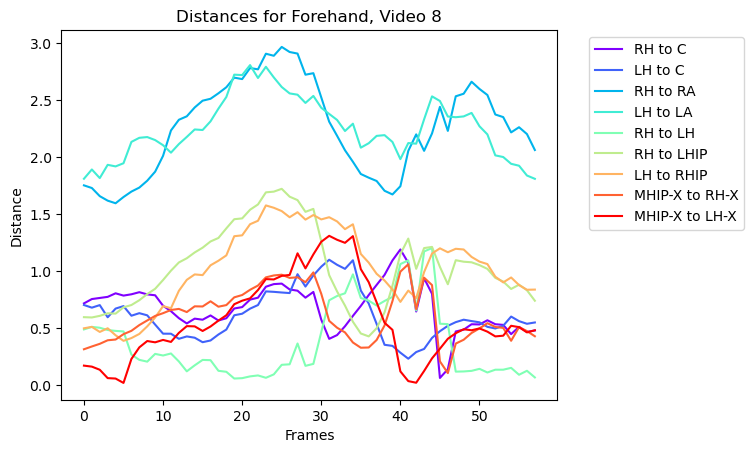 Distances for Forehand, Video 8
3.0
2.5
2.0
1.5
1.0
0.5
0.0
Distance
0
10
20
30
40
50
Frames
RH to C
LH to C
RH to RA
LH to LA
RH to LH
RH to LHIP
LH to RHIP
MHIP-X to RH-X
MHIP-X to LH-X